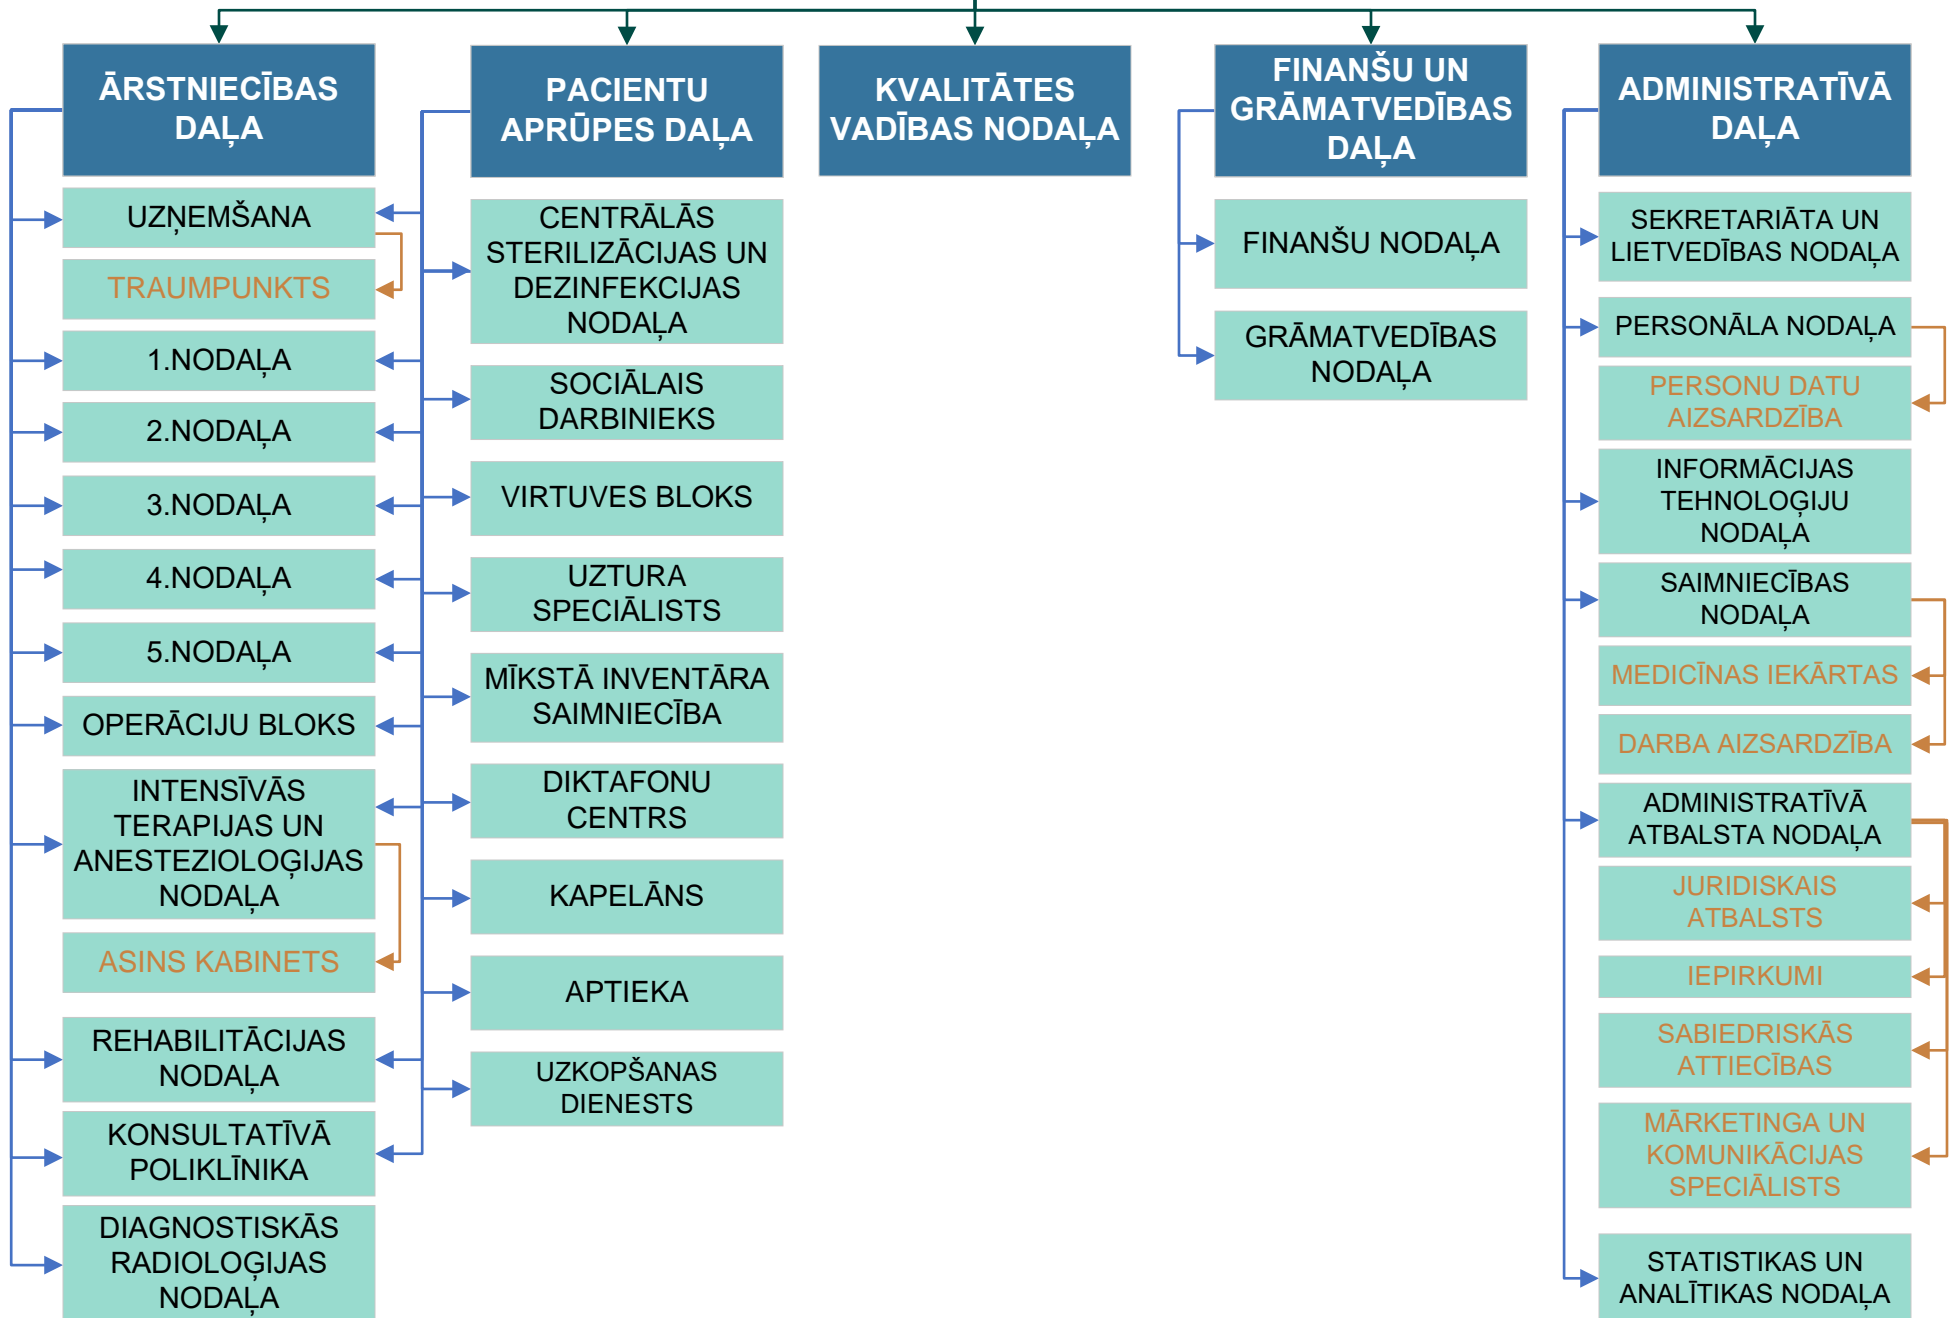 ĀRSTNIECĪBAS
DAĻA
UZŅEMŠANA
TRAUMPUNKTS
1.NODAĻA
2.NODAĻA
3.NODAĻA
4.NODAĻA
5.NODAĻA
OPERĀCIJU BLOKS
INTENSĪVĀS
TERAPIJAS UN
ANESTEZIOLOĢIJAS
NODAĻA
ASINS KABINETS
REHABILITĀCIJAS
NODAĻA
KONSULTATĪVĀ
POLIKLĪNIKA
DIAGNOSTISKĀS
RADIOLOĢIJAS
NODAĻA
PACIENTU
APRŪPES DAĻA
CENTRĀLĀS
STERILIZĀCIJAS UN
DEZINFEKCIJAS
NODAĻA
SOCIĀLAIS
DARBINIEKS
VIRTUVES BLOKS
UZTURA
SPECIĀLISTS
MĪKSTĀ INVENTĀRA
SAIMNIECĪBA
DIKTAFONU
CENTRS
KAPELĀNS
APTIEKA
UZKOPŠANAS
DIENESTS
KVALITĀTES
VADĪBAS NODAĻA
FINANŠU UN
GRĀMATVEDĪBAS
DAĻA
FINANŠU NODAĻA
GRĀMATVEDĪBAS
NODAĻA
ADMINISTRATĪVĀ
DAĻA
SEKRETARIĀTA UN
LIETVEDĪBAS NODAĻA
PERSONĀLA NODAĻA
PERSONU DATU
AIZSARDZĪBA
INFORMĀCIJAS
TEHNOLOĢIJU
NODAĻA
SAIMNIECĪBAS
NODAĻA
MEDICĪNAS IEKĀRTAS
DARBA AIZSARDZĪBA
ADMINISTRATĪVĀ
ATBALSTA NODAĻA
JURIDISKAIS
ATBALSTS
IEPIRKUMI
SABIEDRISKĀS
ATTIECĪBAS
MĀRKETINGA UN
KOMUNIKĀCIJAS
SPECIĀLISTS
STATISTIKAS UN
ANALĪTIKAS NODAĻA